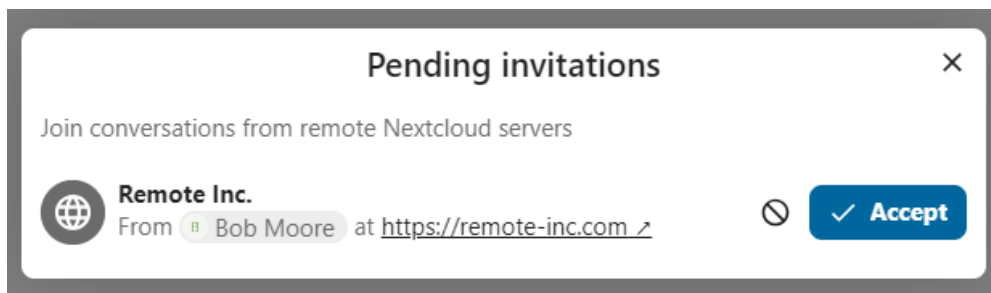 Pending invitations
Join conversations from remote Nextcloud servers
Remote Inc.
From Bob Moore at https://remote-inc.com ↗
Accept